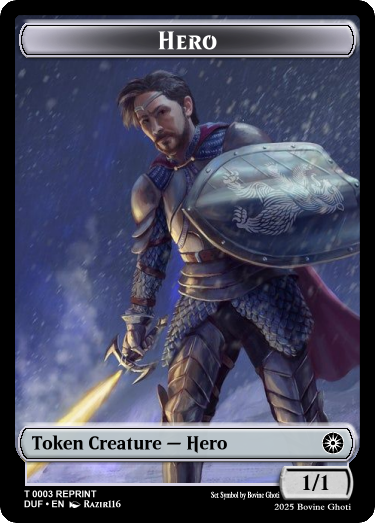 Hero
Token Creature — Hero
1/1
T 0003 REPRINT
DUF • EN Razir116
Set Symbol by Bovine Ghoti
2025 Bovine Ghoti